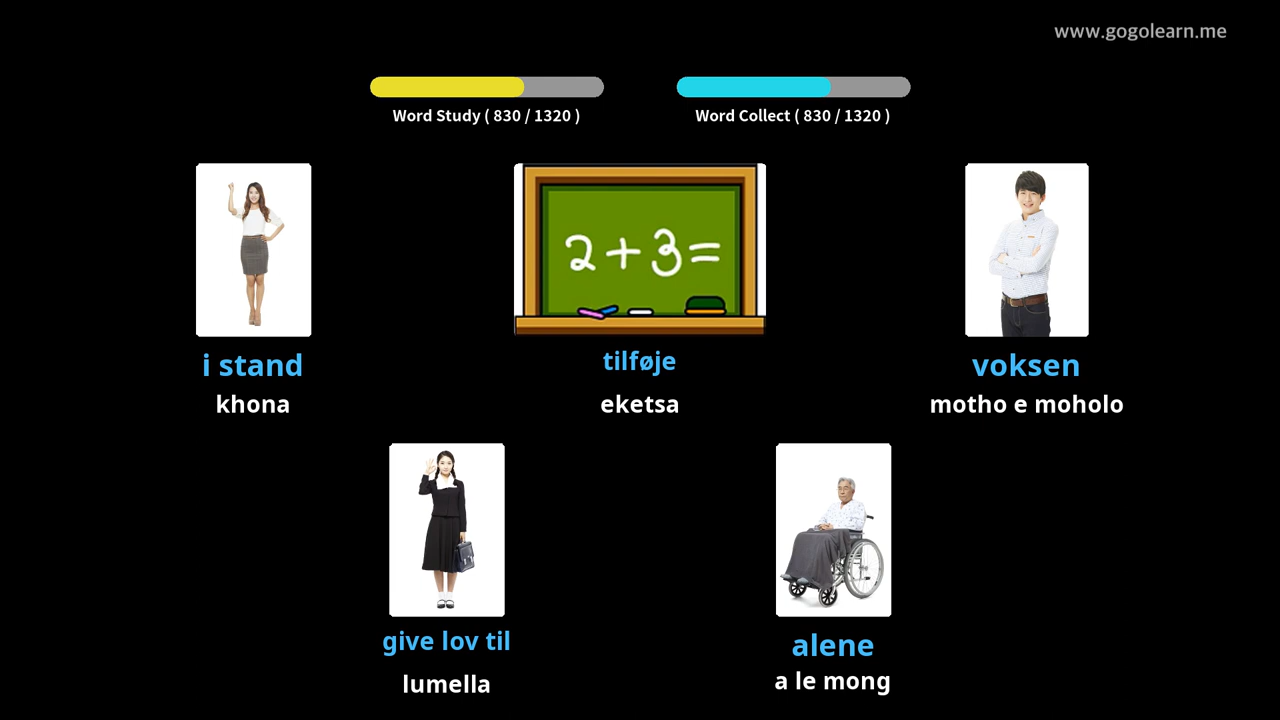 www.gogolearn.me
Word Study ( 830 / 1320 )
Word Collect ( 830 / 1320 )
2+3=
i stand
khona
tilføje
eketsa
voksen
motho e moholo
give lov til
lumella
alene
a le mong